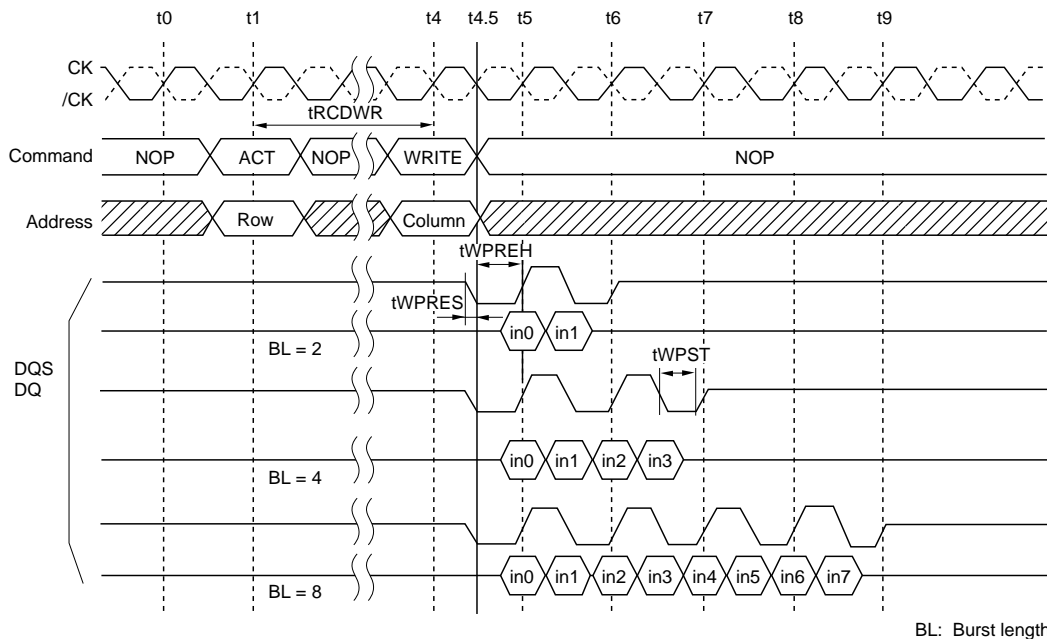 t0 t1 t4 t4.5 t5 t6 t7 t8 t9
CK
/CK
tRCDWR
Command NOP ACT NOP WRITE NOP
Address Row Column
tWPREH
tWPRES
in0 in1
BL = 2
tWPST
DQS
DQ
in0 in1 in2 in3
BL = 4
in0 in1 in2 in3 in4 in5 in6 in7
BL = 8
BL: Burst length